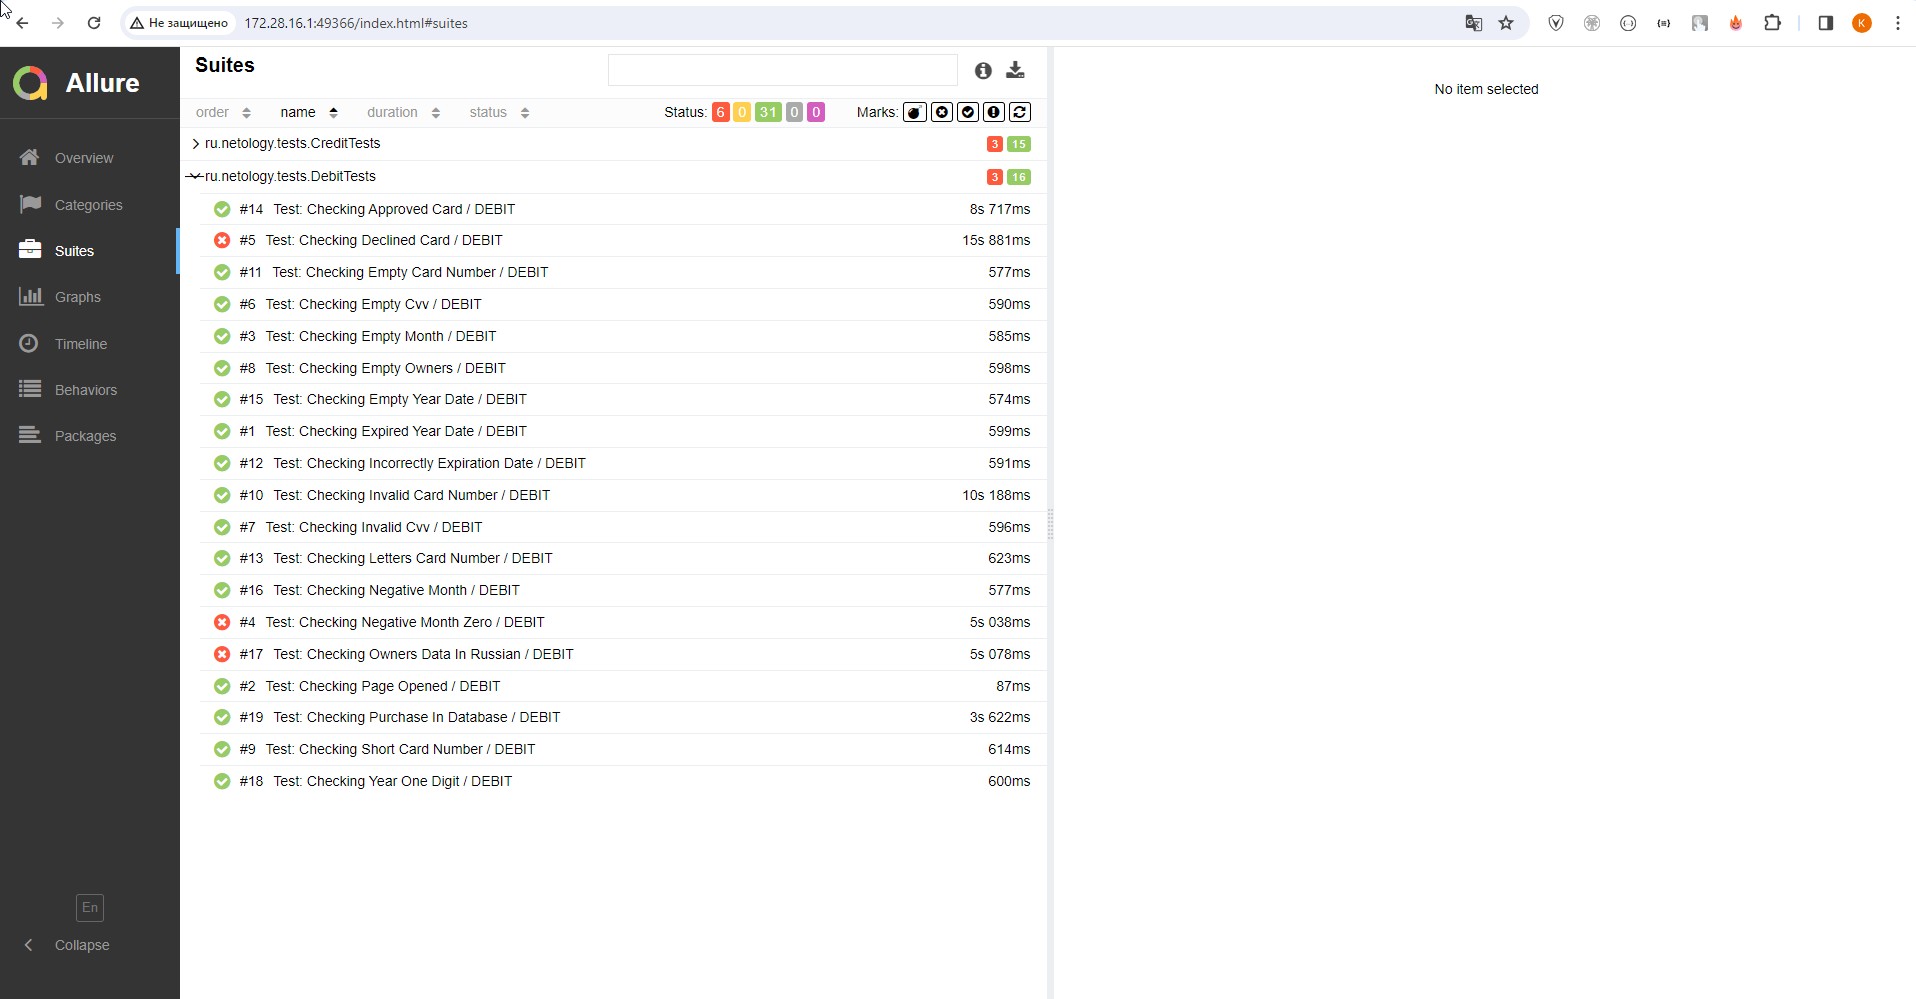 Не защищено 172.28.16.1:49366/index.html#suites K
Allure
Overview
Categories
Suites
Graphs
Timeline
Behaviors
Packages
En
Collapse
Suites
order name duration status Status: 6 0 31 0 0 Marks:
ru.netology.tests.CreditTests 3 15
ru.netology.tests.DebitTests 3 16
#14 Test: Checking Approved Card / DEBIT 8s 717ms
#5 Test: Checking Declined Card / DEBIT 15s 881ms
#11 Test: Checking Empty Card Number / DEBIT 577ms
#6 Test: Checking Empty Cvv / DEBIT 590ms
#3 Test: Checking Empty Month / DEBIT 585ms
#8 Test: Checking Empty Owners / DEBIT 598ms
#15 Test: Checking Empty Year Date / DEBIT 574ms
#1 Test: Checking Expired Year Date / DEBIT 599ms
#12 Test: Checking Incorrectly Expiration Date / DEBIT 591ms
#10 Test: Checking Invalid Card Number / DEBIT 10s 188ms
#7 Test: Checking Invalid Cvv / DEBIT 596ms
#13 Test: Checking Letters Card Number / DEBIT 623ms
#16 Test: Checking Negative Month / DEBIT 577ms
#4 Test: Checking Negative Month Zero / DEBIT 5s 038ms
#17 Test: Checking Owners Data In Russian / DEBIT 5s 078ms
#2 Test: Checking Page Opened / DEBIT 87ms
#19 Test: Checking Purchase In Database / DEBIT 3s 622ms
#9 Test: Checking Short Card Number / DEBIT 614ms
#18 Test: Checking Year One Digit / DEBIT 600ms
No item selected